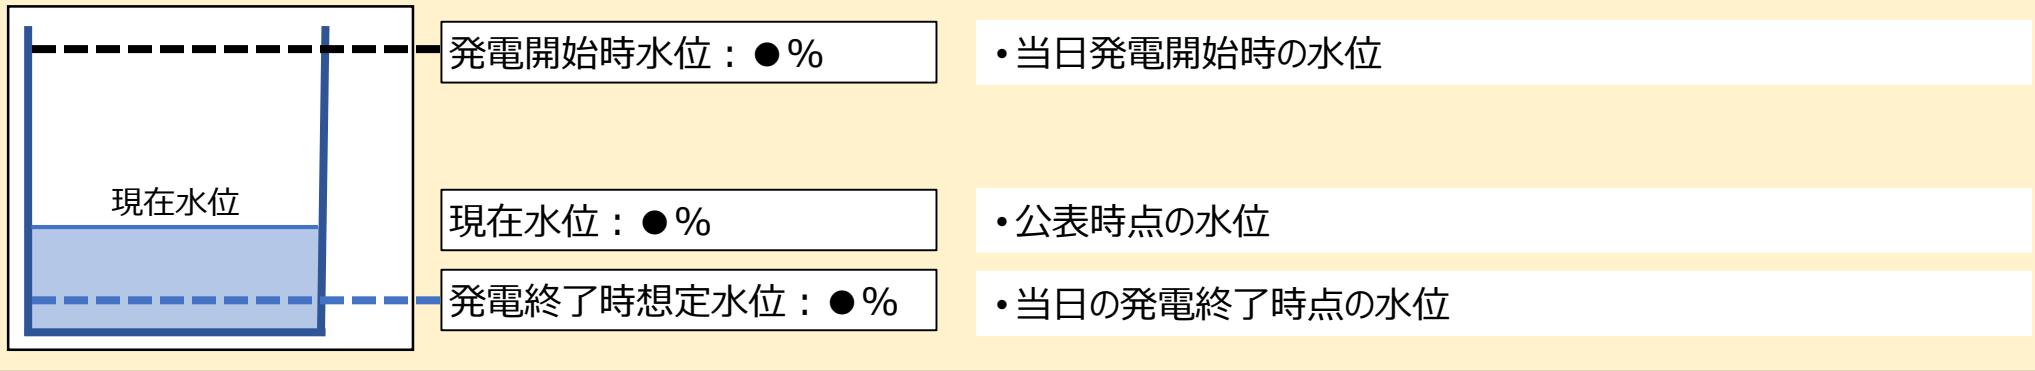 発電開始時水位：●%
・当日発電開始時の水位
現在水位
現在水位：●%
・公表時点の水位
発電終了時想定水位：●%
・当日の発電終了時点の水位